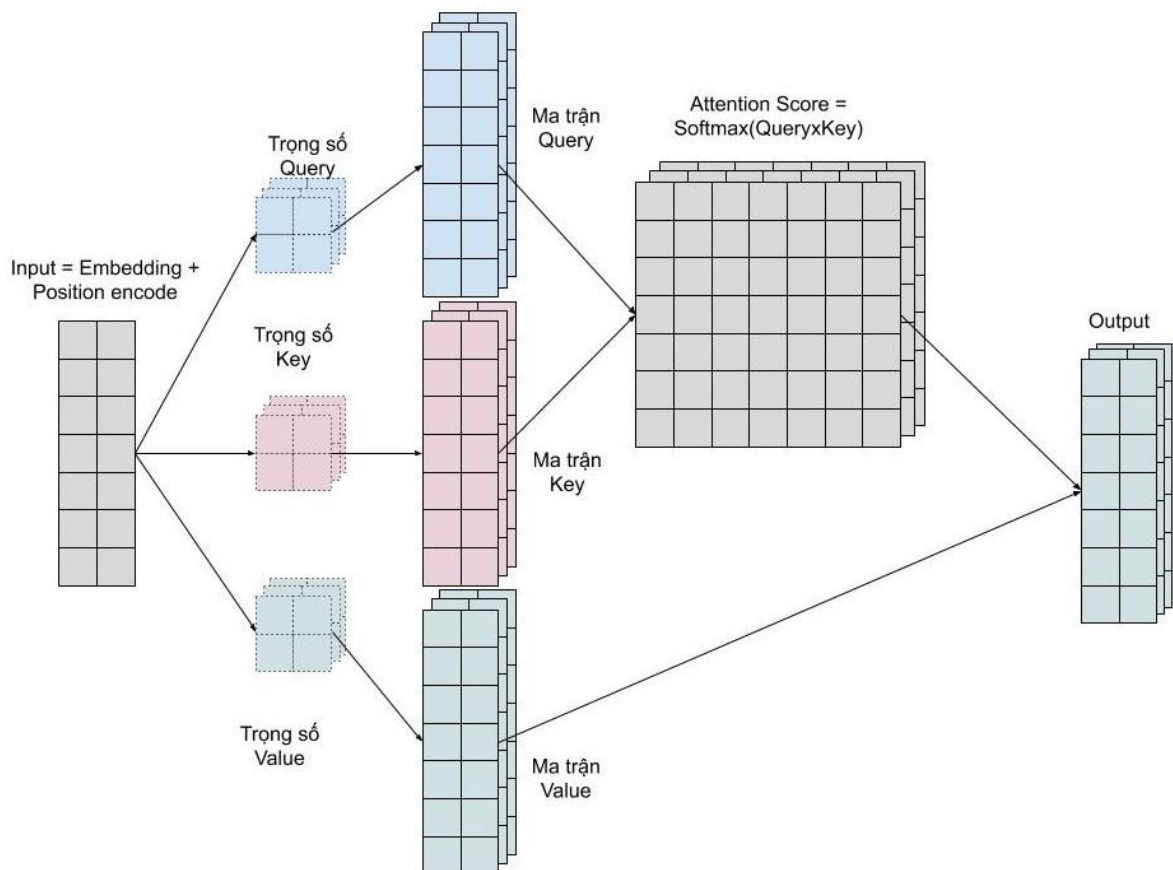 Attention Score =
Softmax(QueryxKey)
Ma trận
Query
Trọng số
Query
Input = Embedding +
Position encode
Trọng số
Key
Output
Ma trận
Key
Trọng số
Value
Ma trận
Value